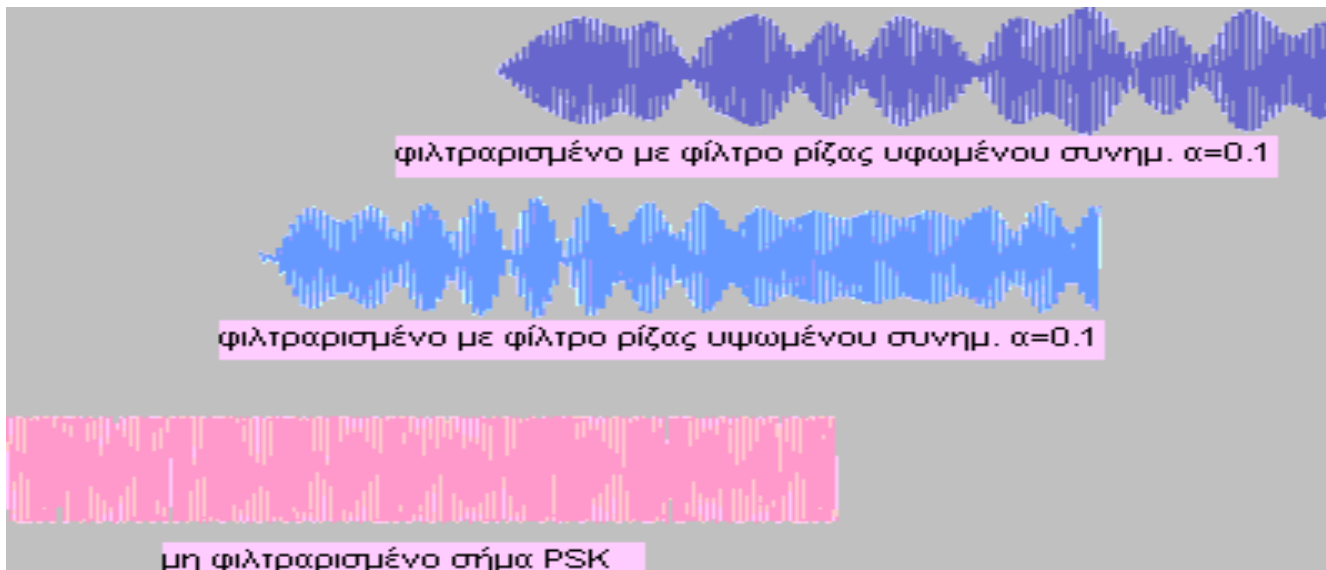 φιλτραρισμένο με φίλτρο ρίζας υφωμένου συνημ. α=0.1
φιλτραρισμένο με φίλτρο ρίζας υψωμένου συνημ. α=0.1
μη φιλτραρισμένο σήμα PSK